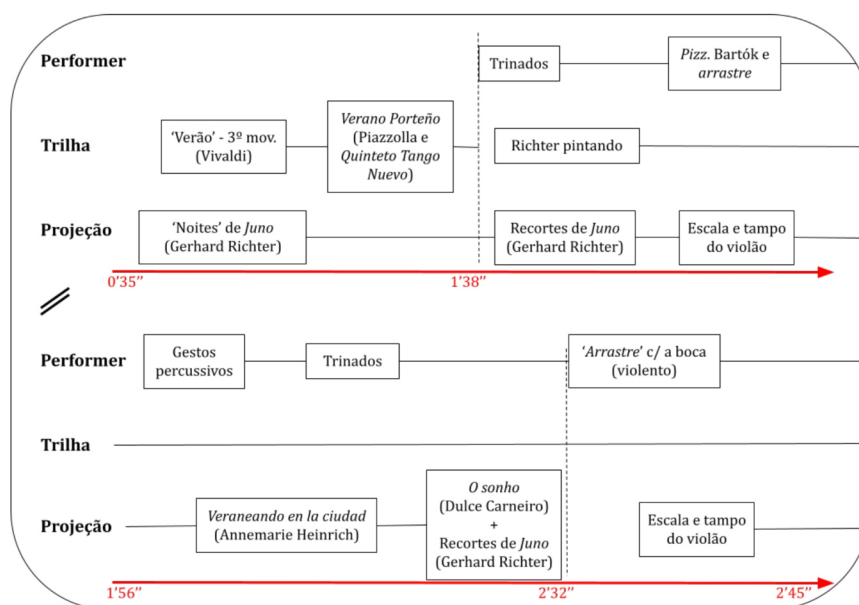 Performer
Trinados
Pizz. Bartók e
arrastre
Trilha
‘Verão’ - 3º mov.
(Vivaldi)
Verano Porteño
(Piazzolla e
Quinteto Tango
Nuevo)
Richter pintando
Projeção
‘Noites’ de Juno
(Gerhard Richter)
Recortes de Juno
(Gerhard Richter)
Escala e tampo
do violão
0’35’’
1’38’’
Performer
Gestos
percussivos
Trinados
‘Arrastre’ c/ a boca
(violento)
Trilha
Projeção
Veraneando en la ciudad
(Annemarie Heinrich)
O sonho
(Dulce Carneiro)
+
Recortes de Juno
(Gerhard Richter)
Escala e tampo
do violão
1’56’’
2’32’’
2’45’’